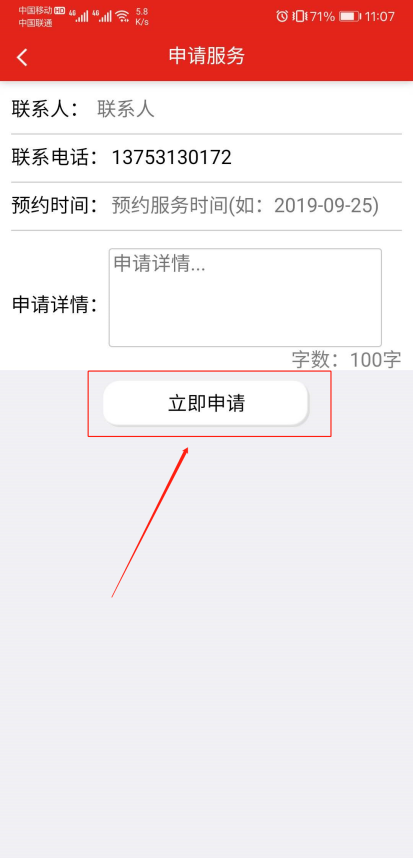 中国移动 HD 4G 4G 5.8 71% 11:07
中国联通 K/s
申请服务
联系人： 联系人
联系电话： 13753130172
预约时间： 预约服务时间(如：2019-09-25)
申请详情...
申请详情：
字数：100字
立即申请